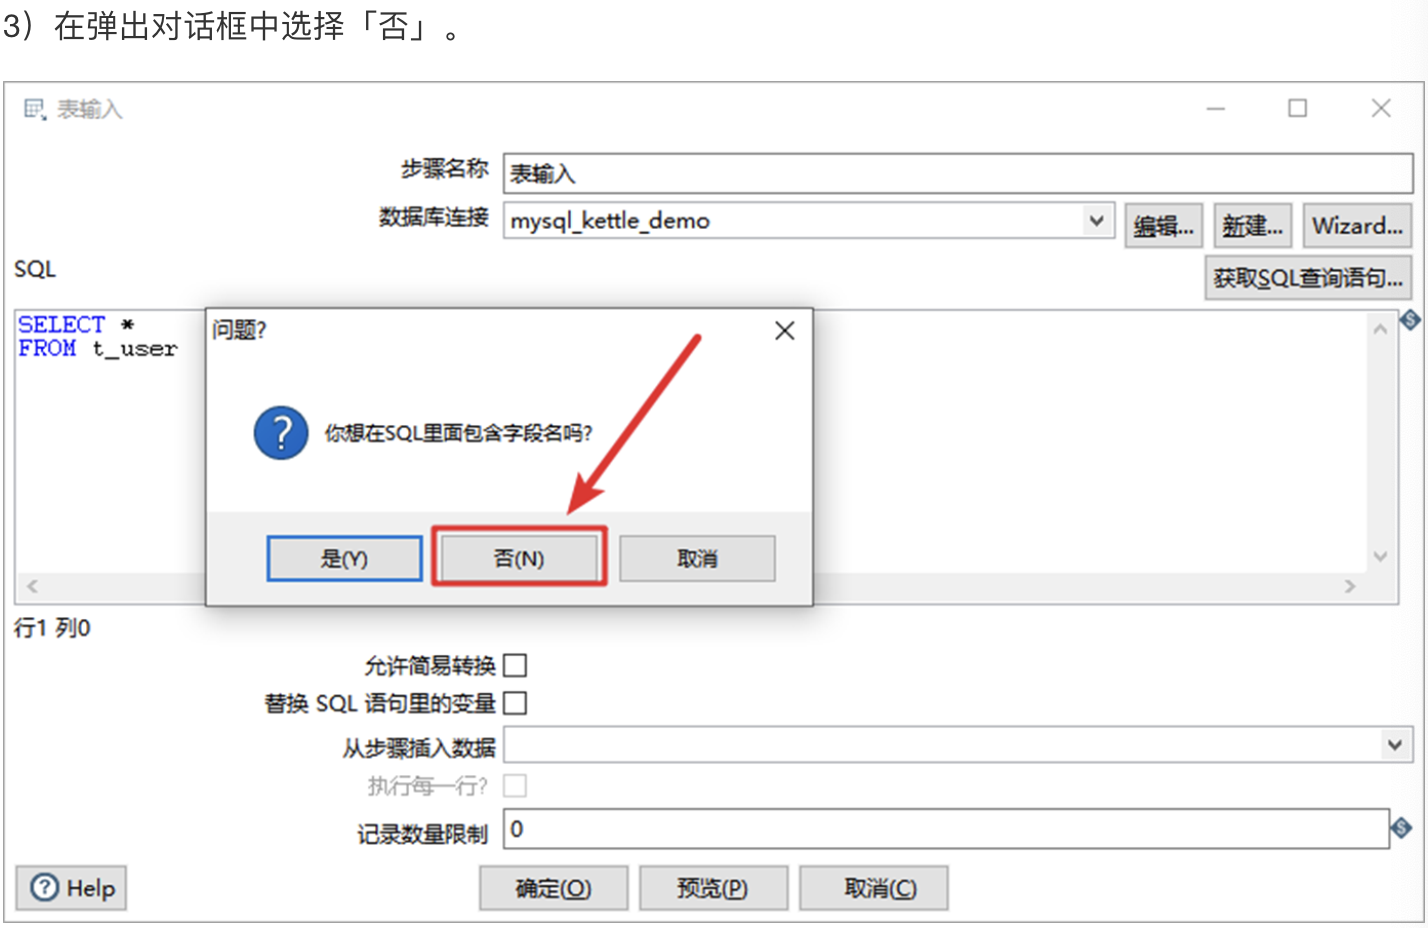 3）在弹出对话框中选择「否」。
表输入
步骤名称 表输入
数据库连接 mysql_kettle_demo 编辑... 新建... Wizard...
SQL 获取SQL查询语句...
SELECT *
FROM t_user
问题?
你想在SQL里面包含字段名吗?
是(Y) 否(N) 取消
行1 列0
允许简易转换
替换 SQL 语句里的变量
从步骤插入数据
执行每一行?
记录数量限制 0
Help 确定(O) 预览(P) 取消(C)